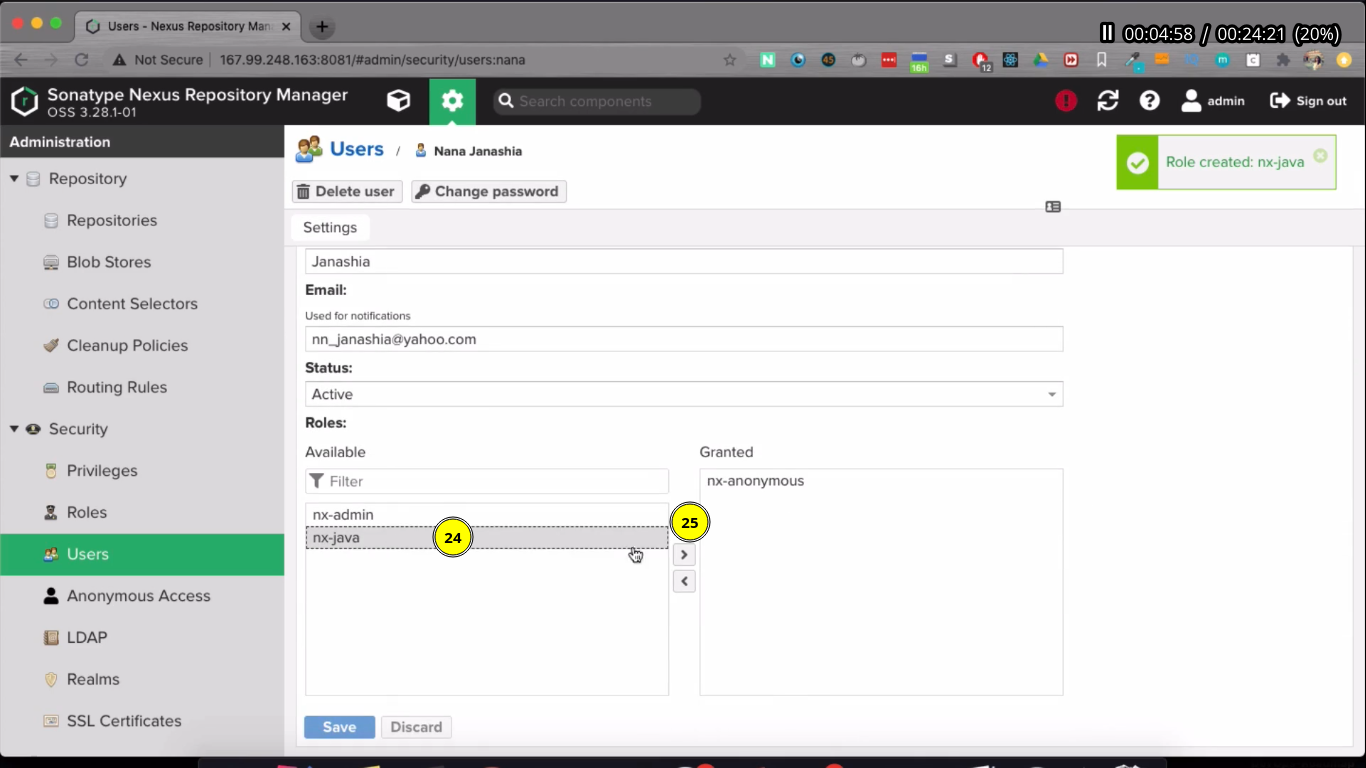 Users - Nexus Repository Man
00:04:58 / 00:24:21 (20%)
Not Secure
167.99.248.163:8081/#admin/security/users:nana
45
16h
S
12
m
C
Sonatype Nexus Repository Manager
OSS 3.28.1-01
Search components
admin
Sign out
Administration
Users / Nana Janashia
Role created: nx-java
Delete user
Change password
Settings
Repository
Repositories
Blob Stores
Content Selectors
Cleanup Policies
Routing Rules
Security
Privileges
Roles
Users
Anonymous Access
LDAP
Realms
SSL Certificates
Janashia
Email:
Used for notifications
nn_janashia@yahoo.com
Status:
Active
Roles:
Available
Granted
Filter
nx-anonymous
nx-admin
25
nx-java
24
Save
Discard